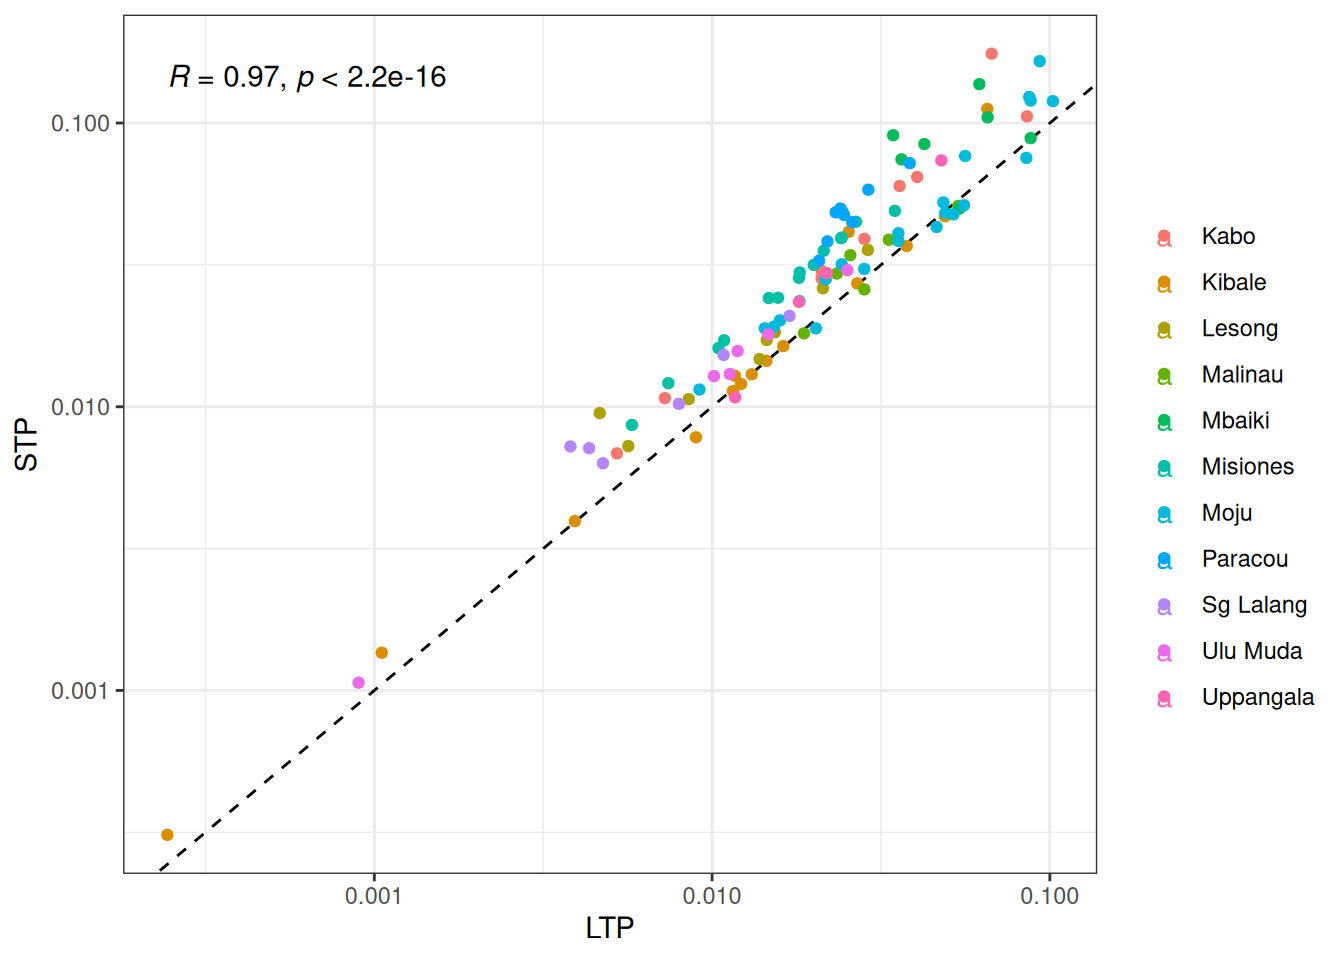 R = 0.97, p < 2.2e-16
0.100
0.010
0.001
STP
0.001
0.010
0.100
LTP
a Kabo
a Kibale
a Lesong
a Malinau
a Mbaiki
a Misiones
a Moju
a Paracou
a Sg Lalang
a Ulu Muda
a Uppangala